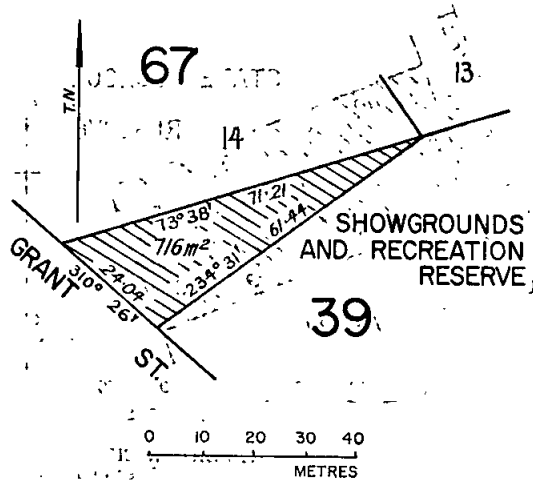 67
T.N.
13
14
73° 38'
71·21
716m²
61·44
234° 31'
24·04
310° 26'
GRANT ST.
SHOWGROUNDS
AND RECREATION
RESERVE
39
0 10 20 30 40
METRES